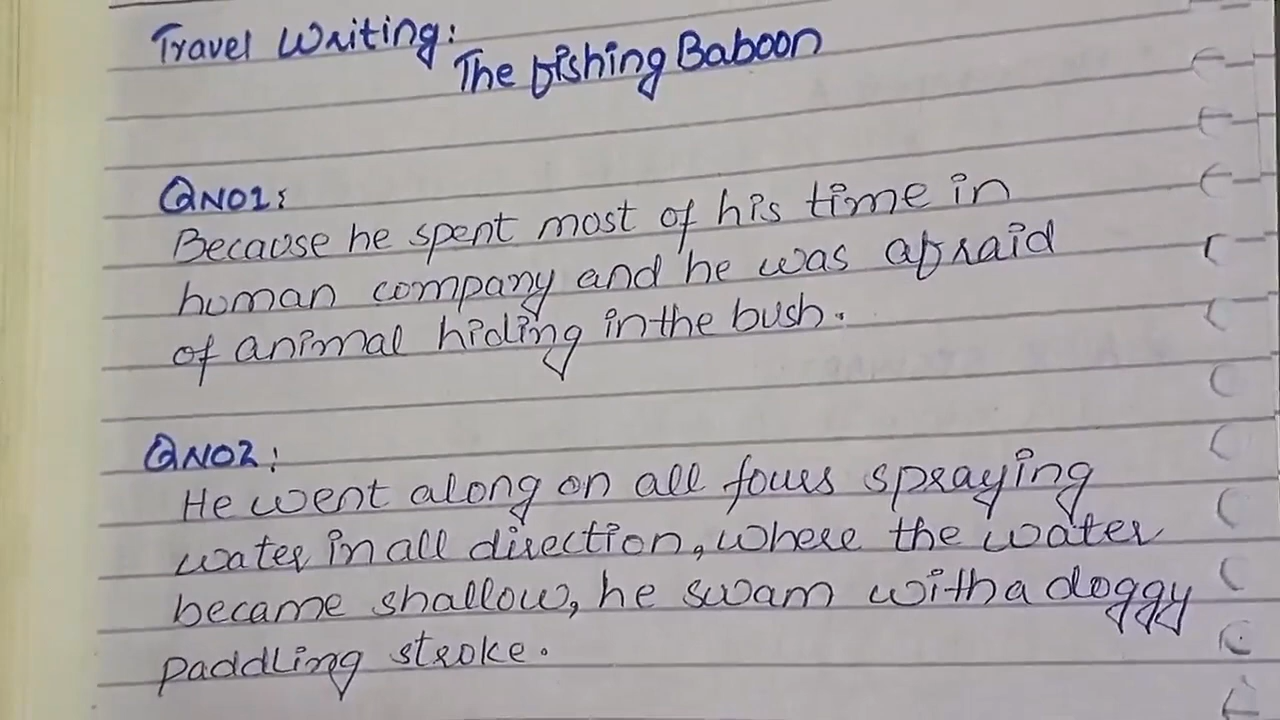 Travel Writing:
The Fishing Baboon
QNO1:
Because he spent most of his time in
human company and he was afraid
of animal hiding in the bush.
QNO2:
He went along on all fours spraying
water in all direction, where the water
became shallow, he swam with a doggy
paddling stroke.